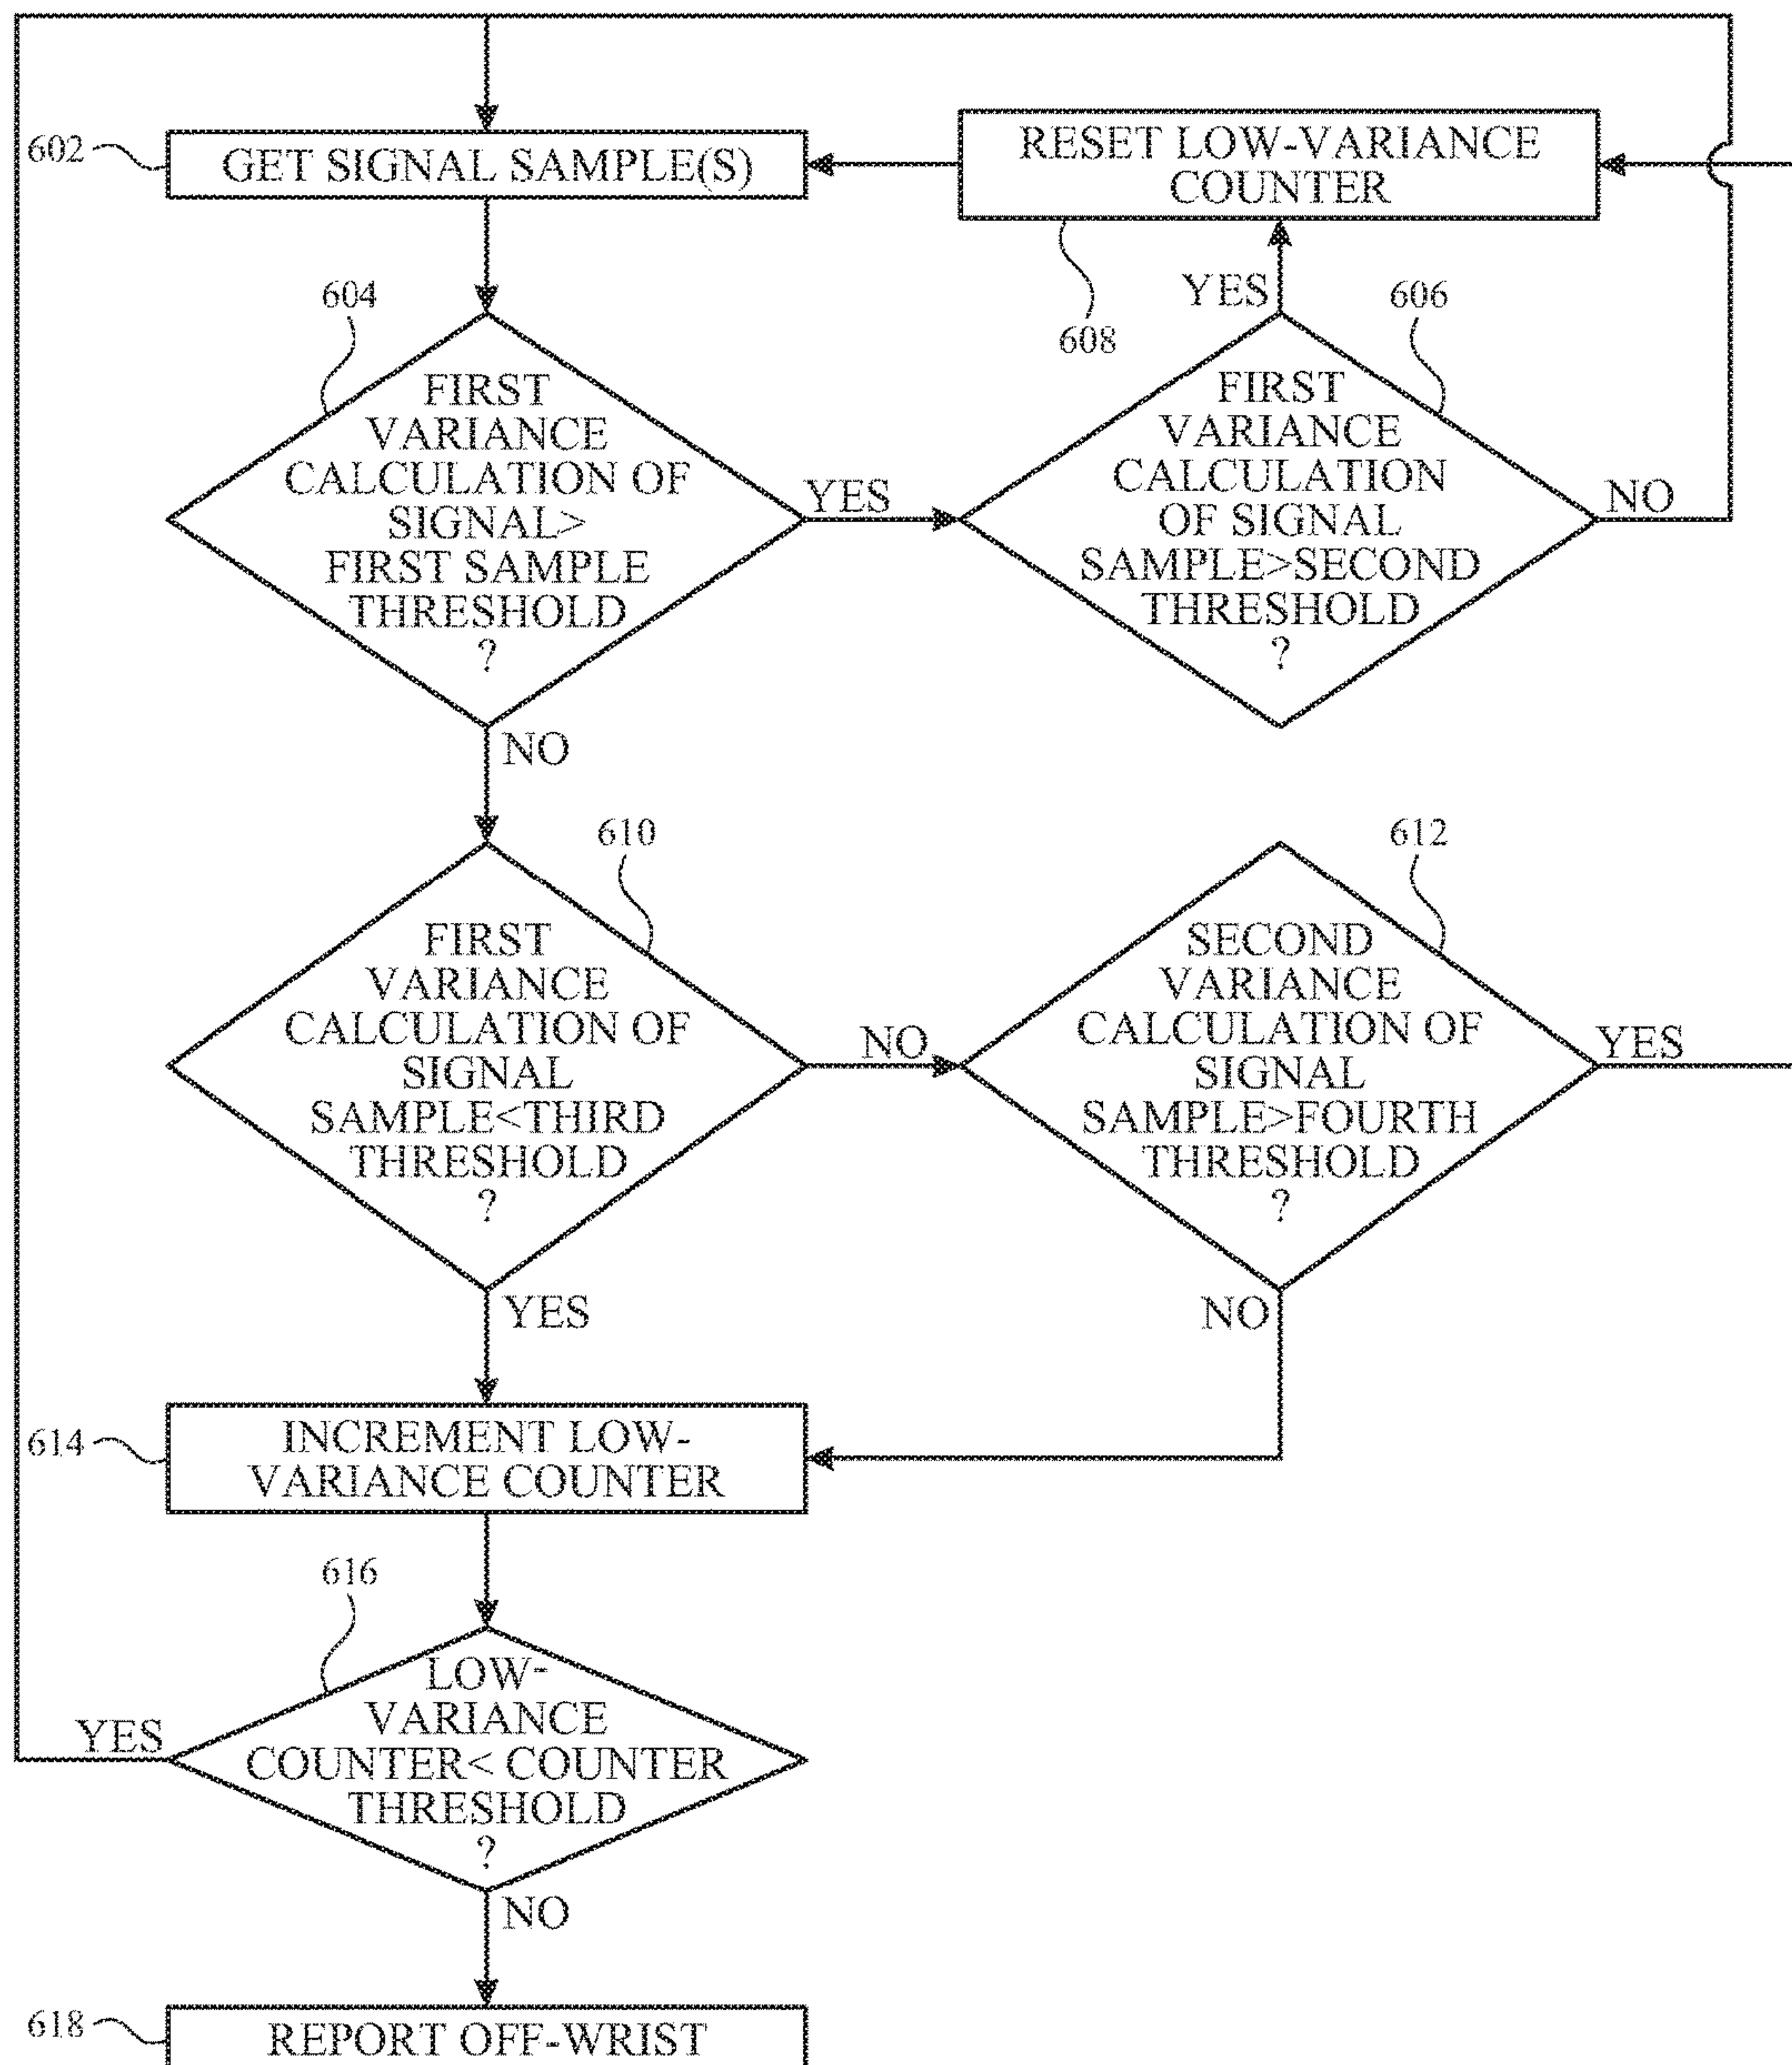 602
GET SIGNAL SAMPLE(S)
RESET LOW-VARIANCE
COUNTER
608
604
FIRST
VARIANCE
CALCULATION OF
SIGNAL>
FIRST SAMPLE
THRESHOLD
?
YES
NO
606
YES
FIRST
VARIANCE
CALCULATION
OF SIGNAL
SAMPLE>SECOND
THRESHOLD
?
NO
610
FIRST
VARIANCE
CALCULATION OF
SIGNAL
SAMPLE<THIRD
THRESHOLD
?
NO
YES
612
SECOND
VARIANCE
CALCULATION OF
SIGNAL
SAMPLE>FOURTH
THRESHOLD
?
YES
NO
614
INCREMENT LOW-
VARIANCE COUNTER
616
LOW-
VARIANCE
COUNTER< COUNTER
THRESHOLD
?
YES
NO
618
REPORT OFF-WRIST